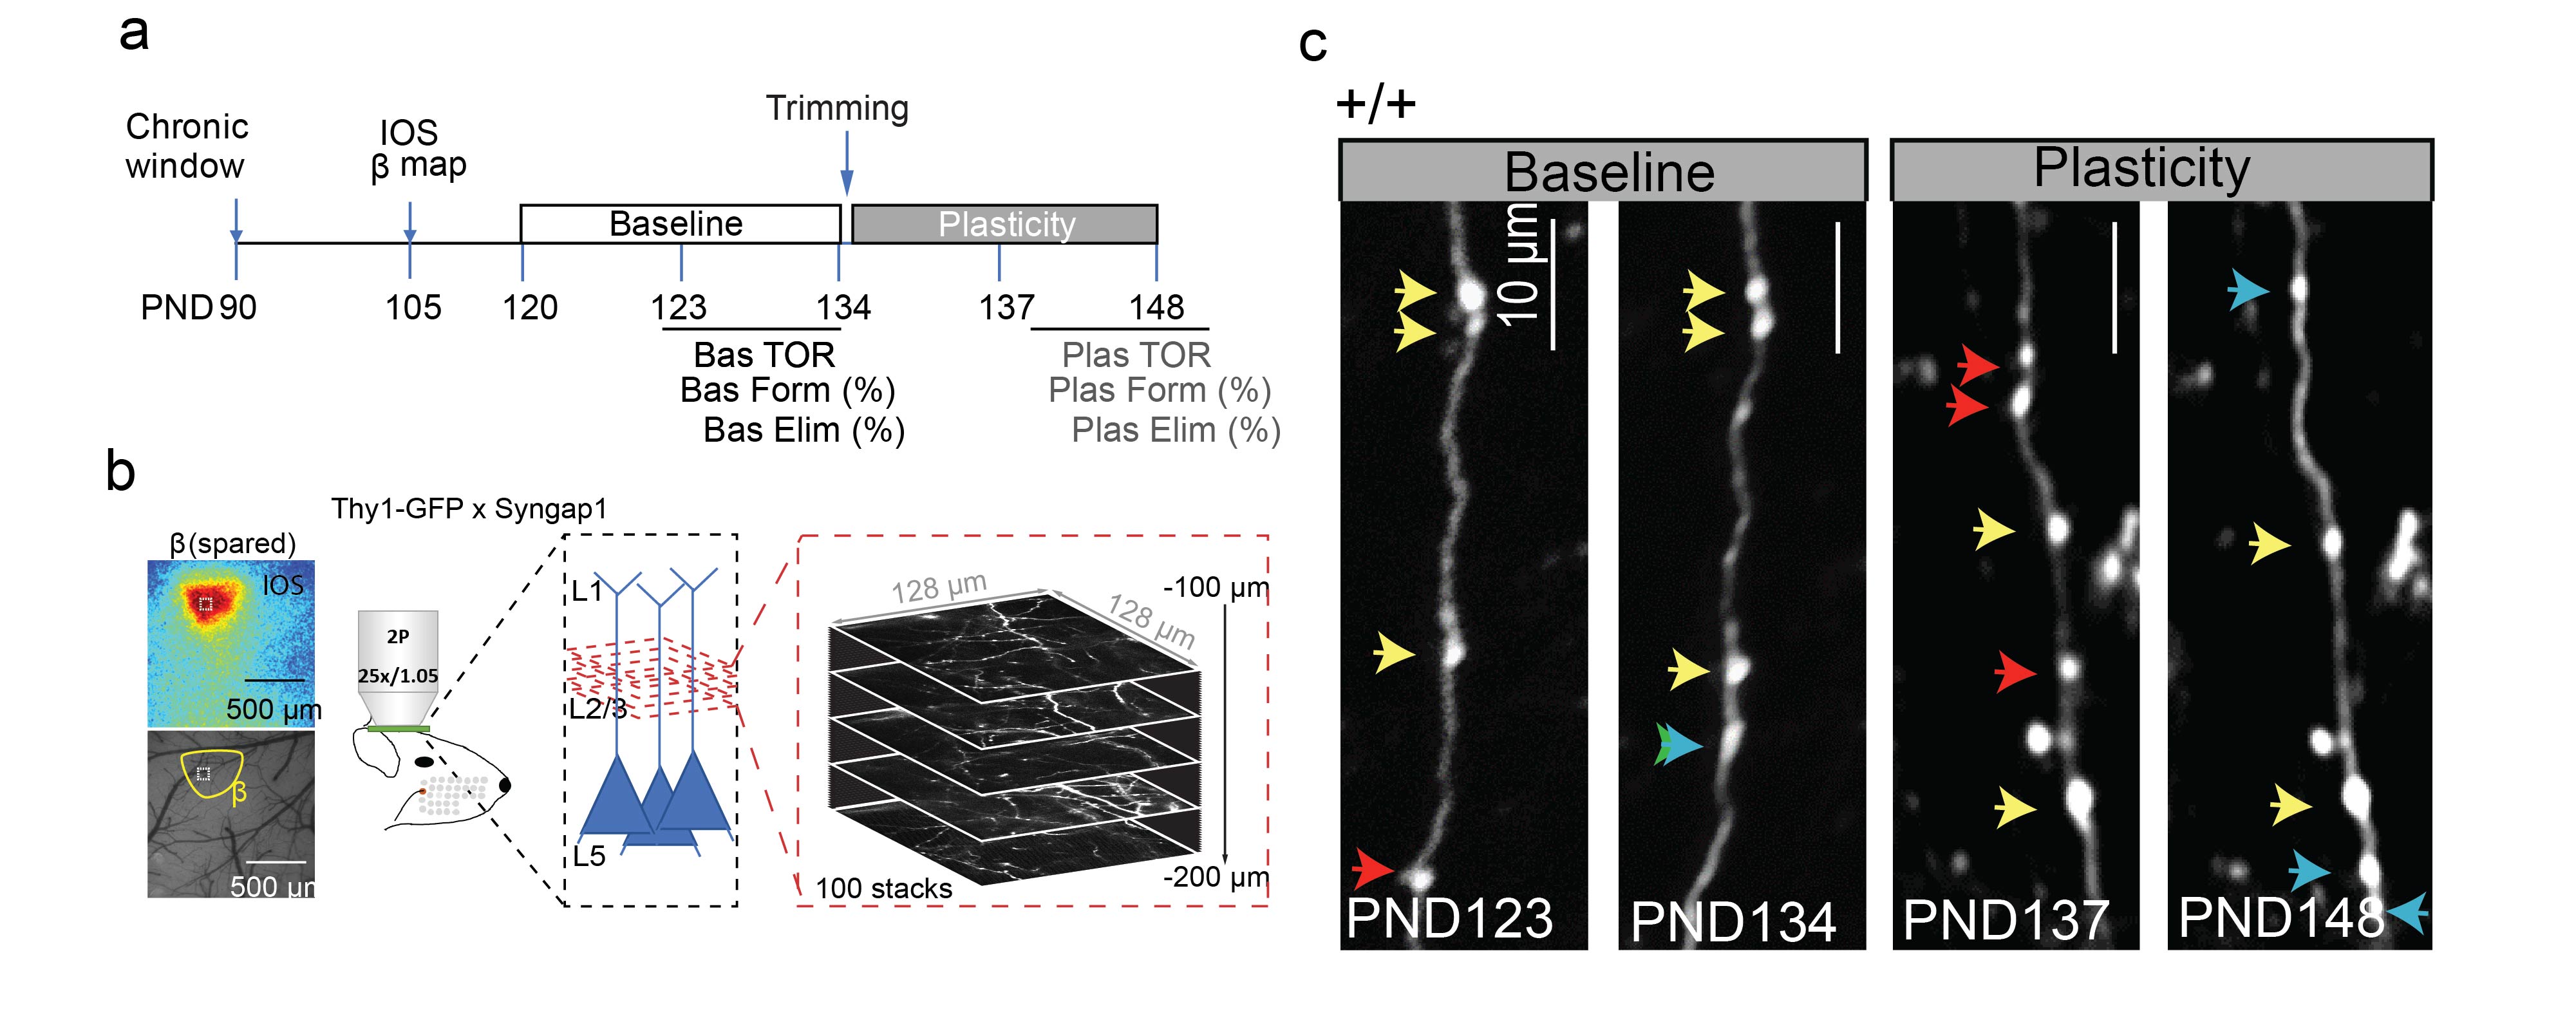 a
Chronic
window
IOS
β map
Trimming
Baseline
Plasticity
PND 90
105
120
123
134
137
148
Bas TOR
Bas Form (%)
Bas Elim (%)
Plas TOR
Plas Form (%)
Plas Elim (%)
b
Thy1-GFP x Syngap1
β(spared)
IOS
500 µm
β
500 µm
2P
25x/1.05
L1
L2/3
L5
128 µm
128 µm
-100 µm
-200 µm
100 stacks
c
+/+
Baseline
Plasticity
10 µm
PND123
PND134
PND137
PND148